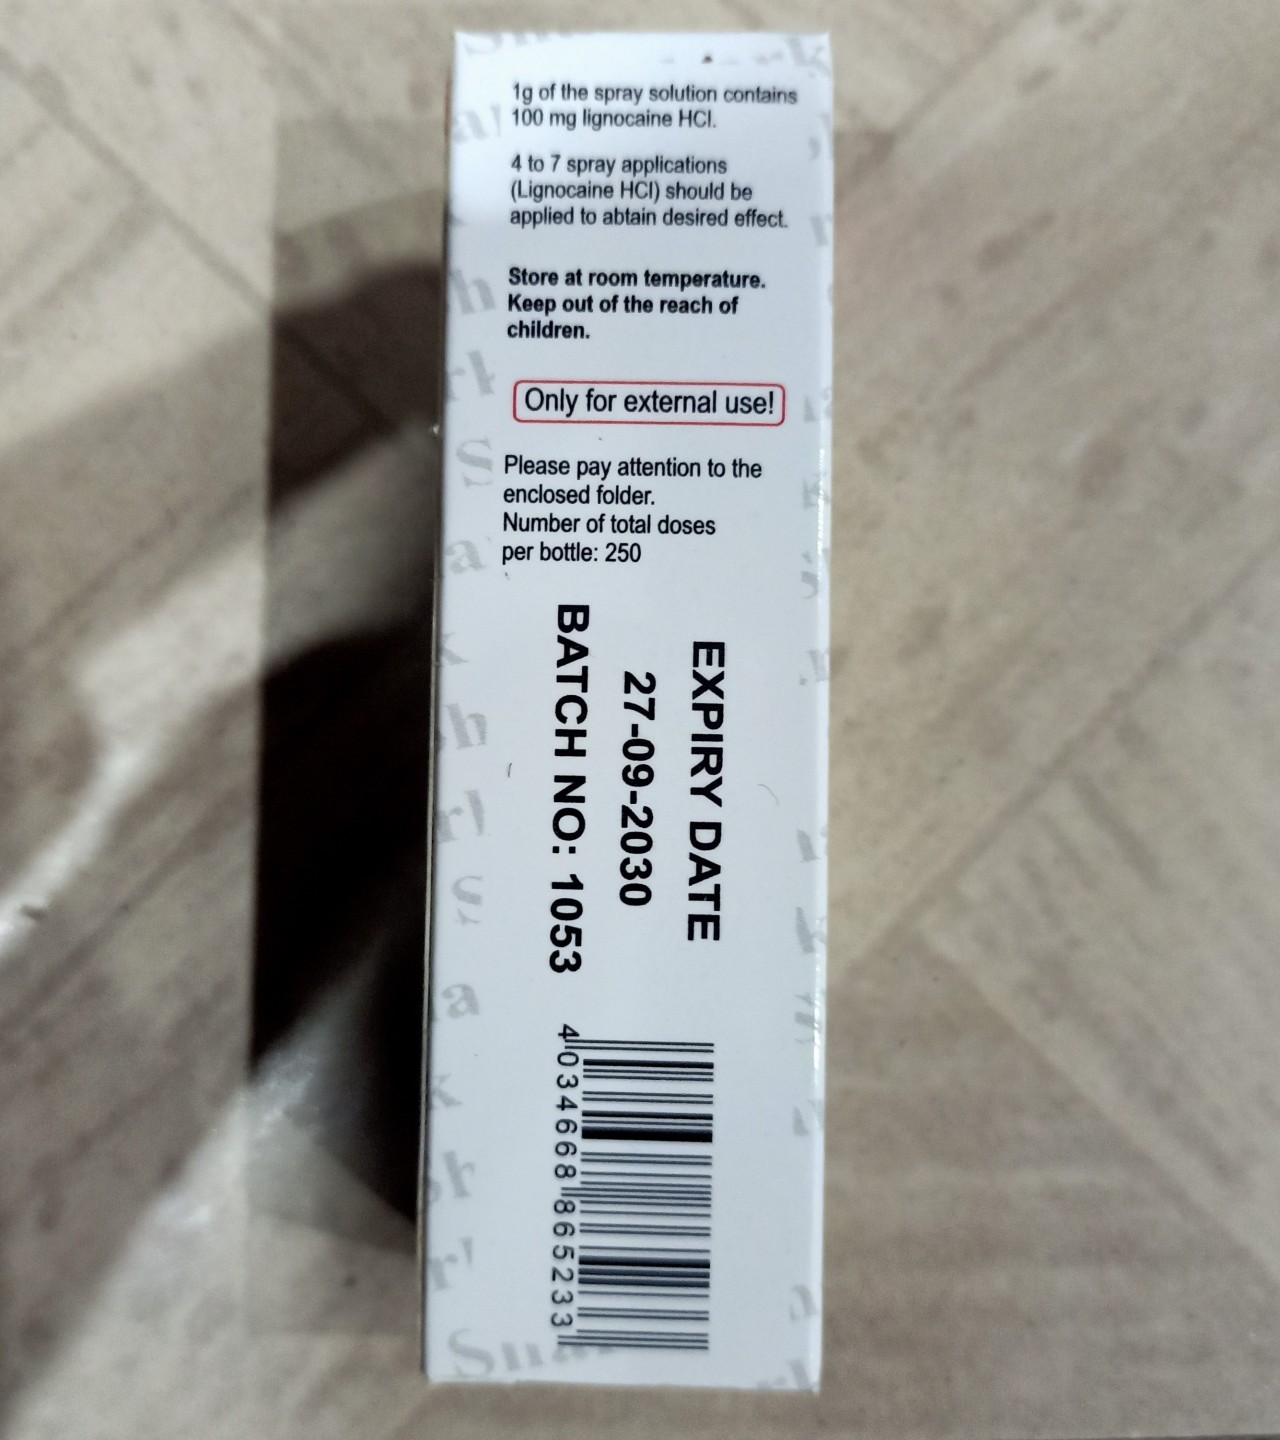 1g of the spray solution contains
100 mg lignocaine HCl.
4 to 7 spray applications
(Lignocaine HCl) should be
applied to abtain desired effect.
Store at room temperature.
Keep out of the reach of
children.
Only for external use!
Please pay attention to the
enclosed folder.
Number of total doses
per bottle: 250
EXPIRY DATE
27-09-2030
BATCH NO: 1053
4 034668 865233